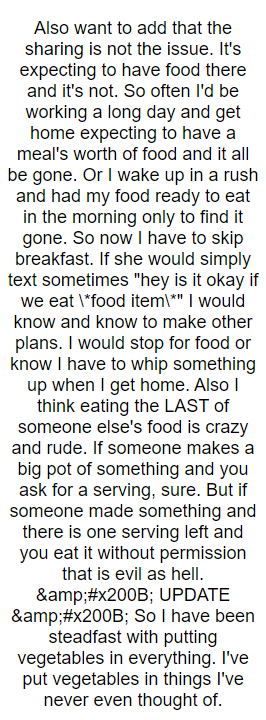 Also want to add that the
sharing is not the issue. It's
expecting to have food there
and it's not. So often I'd be
working a long day and get
home expecting to have a
meal's worth of food and it all
be gone. Or I wake up in a rush
and had my food ready to eat
in the morning only to find it
gone. So now I have to skip
breakfast. If she would simply
text sometimes "hey is it okay if
we eat \*food item\*" I would
know and know to make other
plans. I would stop for food or
know I have to whip something
up when I get home. Also I
think eating the LAST of
someone else's food is crazy
and rude. If someone makes a
big pot of something and you
ask for a serving, sure. But if
someone made something and
there is one serving left and
you eat it without permission
that is evil as hell.
&amp;#x200B; UPDATE
&amp;#x200B; So I have been
steadfast with putting
vegetables in everything. I've
put vegetables in things I've
never even thought of.